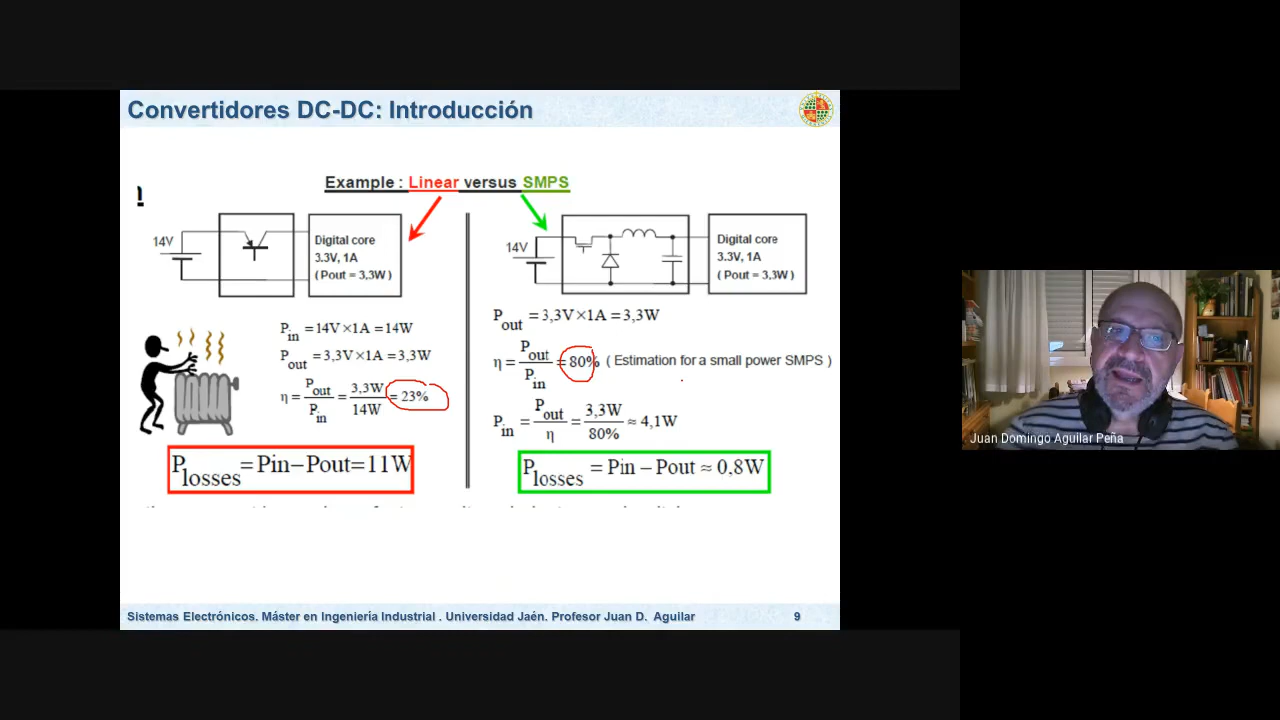 Convertidores DC-DC: Introducción
Example : Linear versus SMPS
14V
Digital core
3.3V, 1A
( Pout = 3,3W )
Pin = 14V×1A = 14W
Pout = 3,3V×1A = 3,3W
η = Pout / Pin = 3,3W / 14W = 23%
Plosses = Pin−Pout = 11W
14V
Digital core
3.3V, 1A
( Pout = 3,3W )
Pout = 3,3V×1A = 3,3W
η = Pout / Pin = 80% ( Estimation for a small power SMPS )
Pin = Pout / η = 3,3W / 80% ≈ 4,1W
Plosses = Pin − Pout ≈ 0,8W
Sistemas Electrónicos. Máster en Ingeniería Industrial . Universidad Jaén. Profesor Juan D. Aguilar
9
Juan Domingo Aguilar Peña